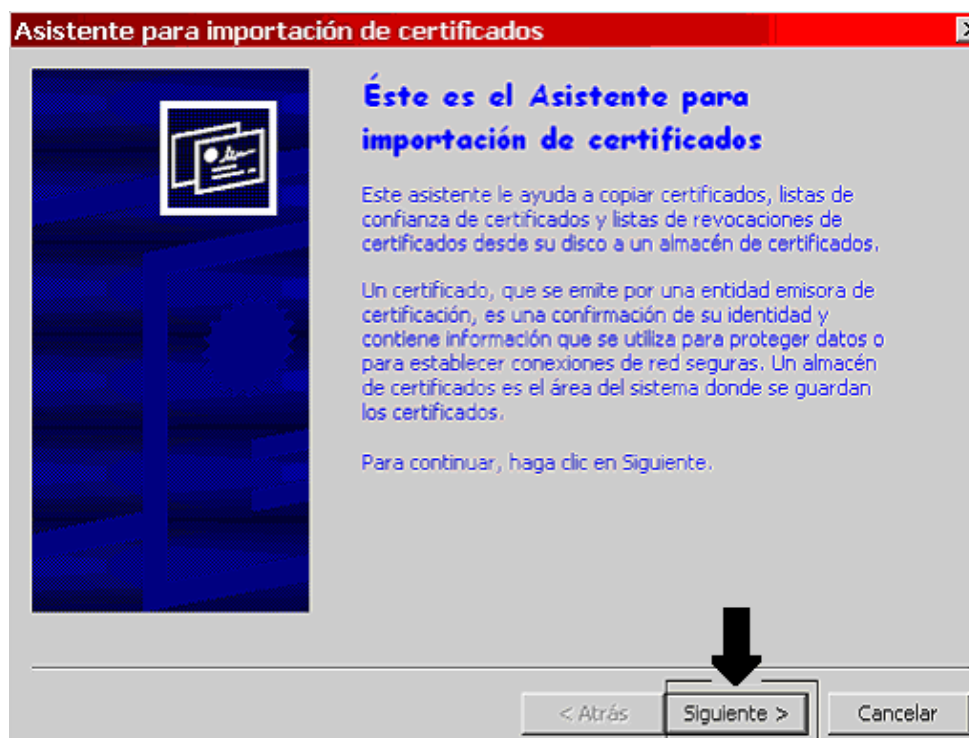 Asistente para importación de certificados
Éste es el Asistente para
importación de certificados
Este asistente le ayuda a copiar certificados, listas de
confianza de certificados y listas de revocaciones de
certificados desde su disco a un almacén de certificados.
Un certificado, que se emite por una entidad emisora de
certificación, es una confirmación de su identidad y
contiene información que se utiliza para proteger datos o
para establecer conexiones de red seguras. Un almacén
de certificados es el área del sistema donde se guardan
los certificados.
Para continuar, haga clic en Siguiente.
< Atrás Siguiente > Cancelar